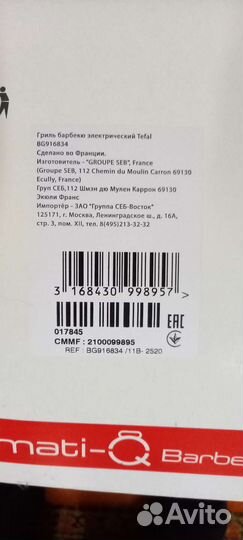 Гриль барбекю электрический Tefal
BG916834
Сделано во Франции.
Изготовитель - "GROUPE SEB", France
(Groupe SEB, 112 Chemin du Moulin Carron 69130
Ecully, France)
Груп СЕБ,112 Шмэн дю Мулен Каррон 69130
Экюли Франс
Импортёр - ЗАО "Группа СЕБ-Восток"
125171, г. Москва, Ленинградское ш., д. 16А,
стр. 3, пом. XII, тел. 8(495)213-32-32
3 168430 998957 >
017845
CMMF : 2100099895
REF : BG916834 /11B- 2520
EAC
mati-Q Barbe
Avito